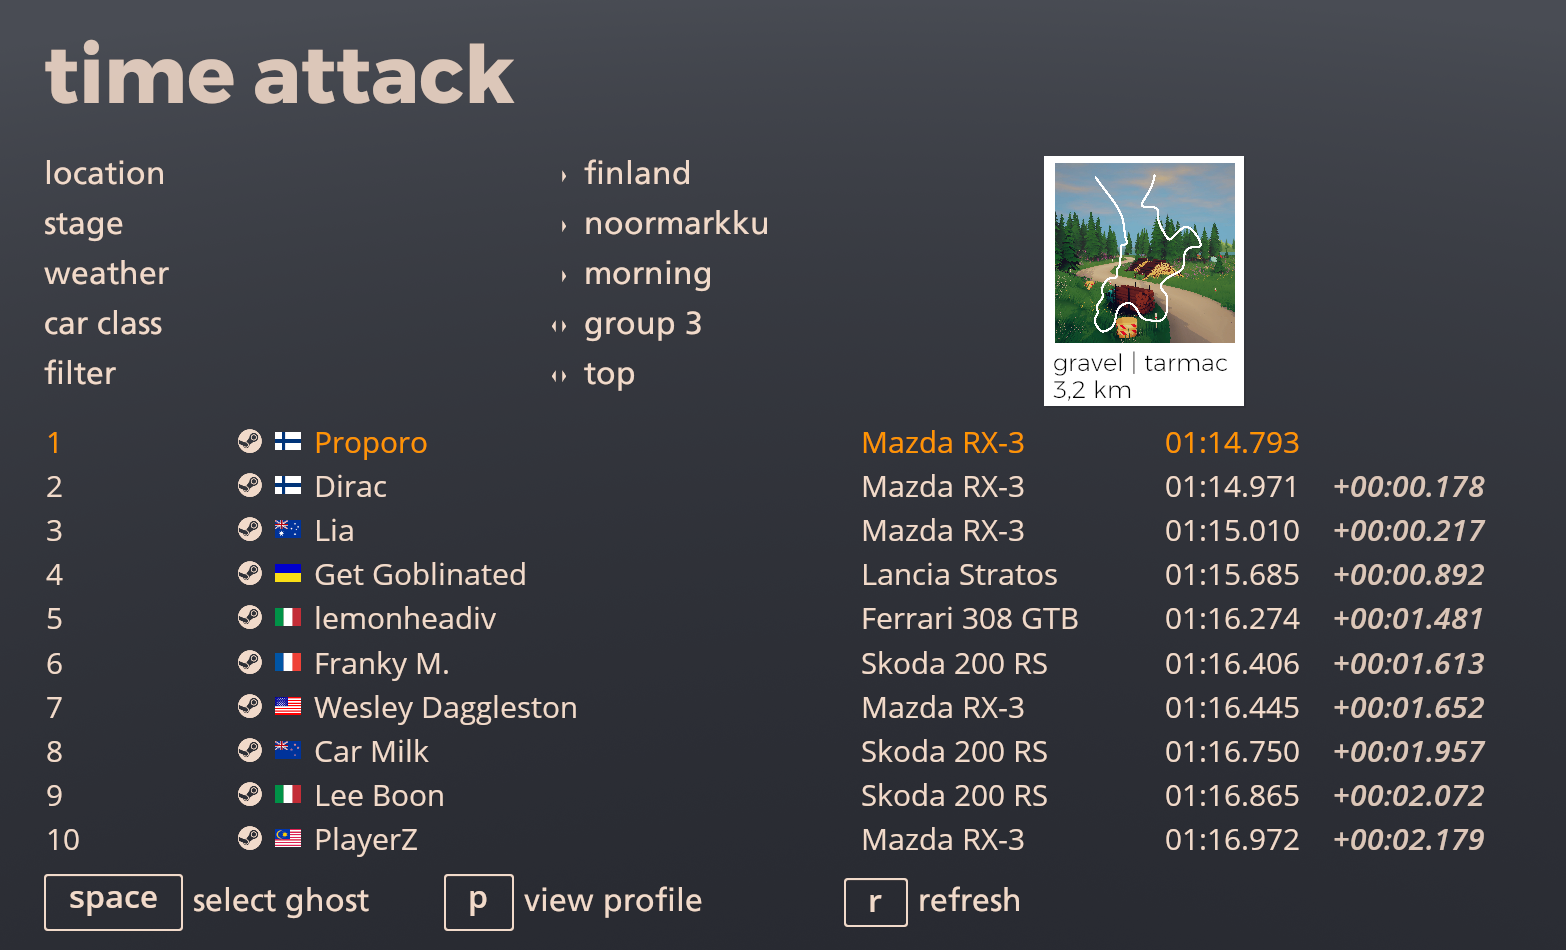 time attack
location finland
stage noormarkku
weather morning
car class group 3
filter top
gravel | tarmac
3,2 km
1 Proporo Mazda RX-3 01:14.793
2 Dirac Mazda RX-3 01:14.971 +00:00.178
3 Lia Mazda RX-3 01:15.010 +00:00.217
4 Get Goblinated Lancia Stratos 01:15.685 +00:00.892
5 lemonheadiv Ferrari 308 GTB 01:16.274 +00:01.481
6 Franky M. Skoda 200 RS 01:16.406 +00:01.613
7 Wesley Daggleston Mazda RX-3 01:16.445 +00:01.652
8 Car Milk Skoda 200 RS 01:16.750 +00:01.957
9 Lee Boon Skoda 200 RS 01:16.865 +00:02.072
10 PlayerZ Mazda RX-3 01:16.972 +00:02.179
space select ghost p view profile r refresh